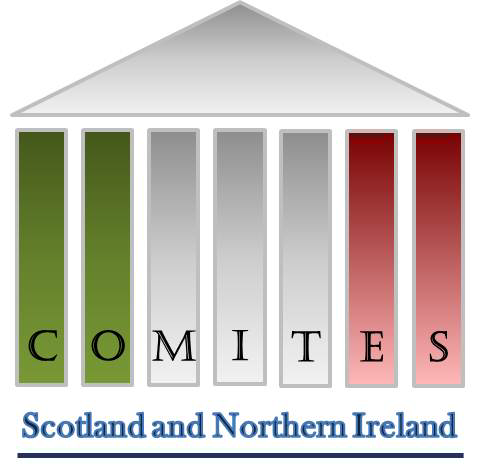 COMITES
Scotland and Northern Ireland